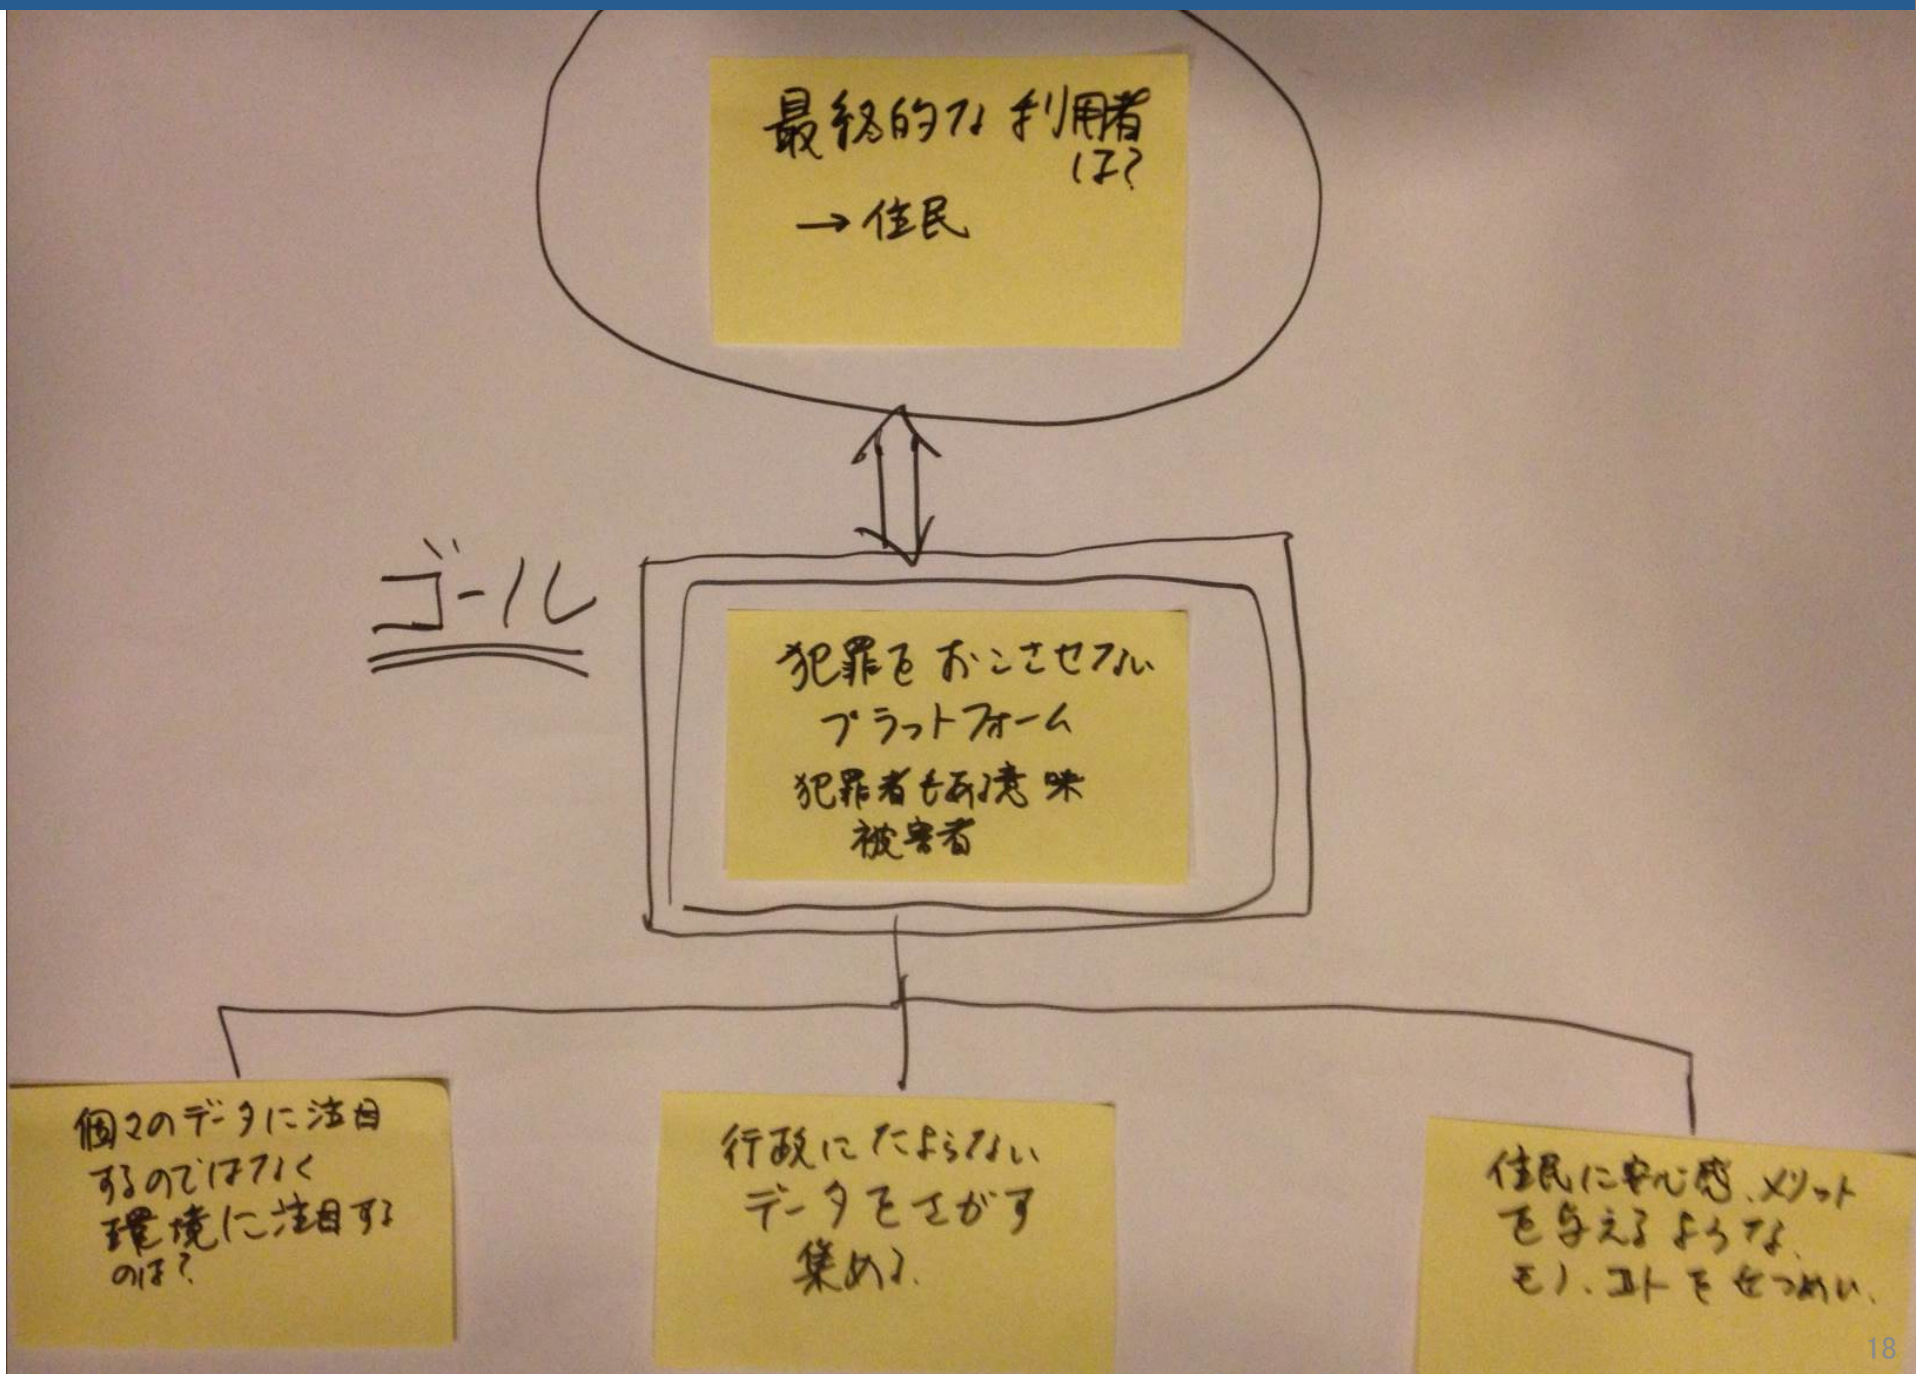 最終的な利用者
は?
→住民
ゴール
犯罪をおこさせない
プラットフォーム
犯罪者もある意味
被害者
個々のデータに注目
するのではなく
環境に注目する
のは?
行政にたよらない
データをさがす
集める.
住民に安心感、メリット
を与えるような、
モノ、コトをせつめい、
18